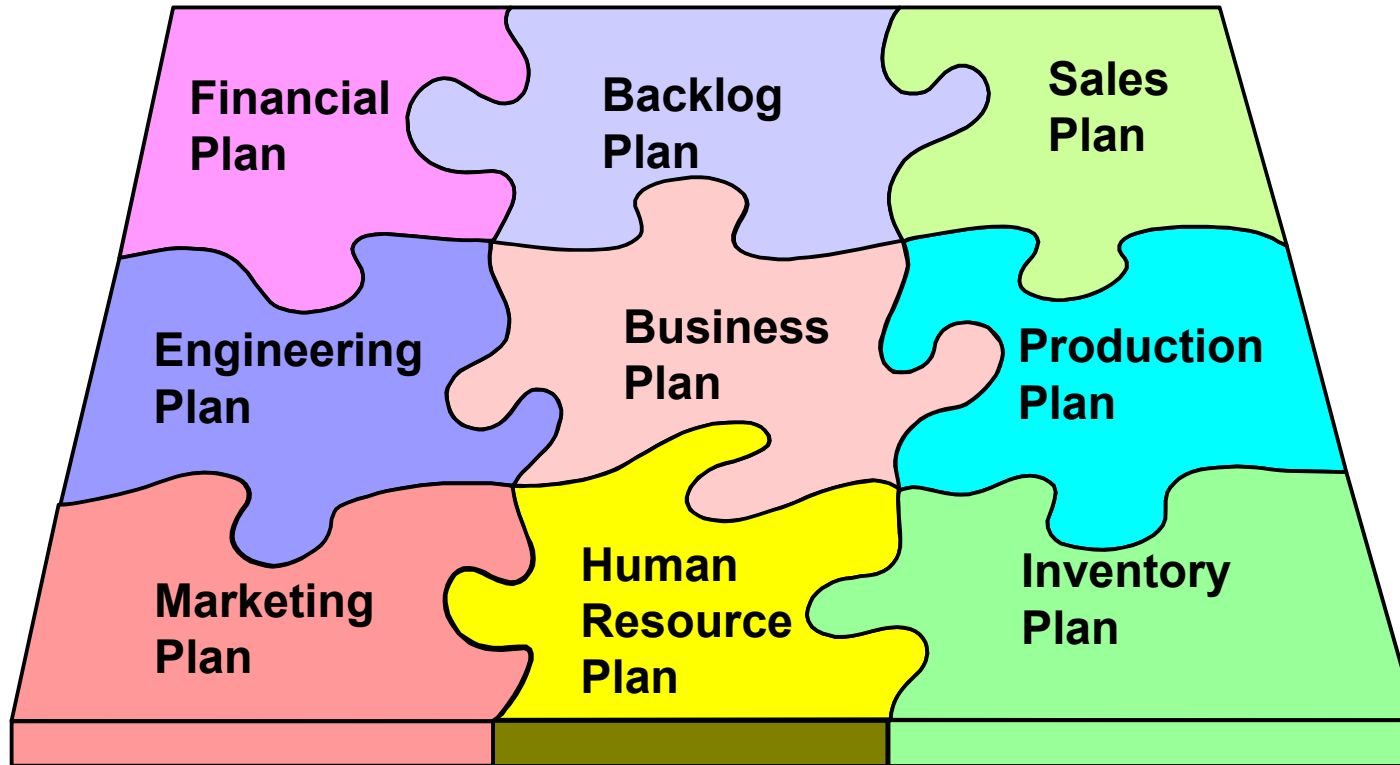 Financial
Plan
Backlog
Plan
Sales
Plan
Engineering
Plan
Business
Plan
Production
Plan
Marketing
Plan
Human
Resource
Plan
Inventory
Plan